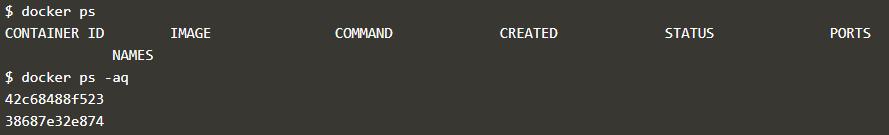 $ docker ps
CONTAINER ID        IMAGE               COMMAND             CREATED             STATUS              PORTS
             NAMES
$ docker ps -aq
42c68488f523
38687e32e874